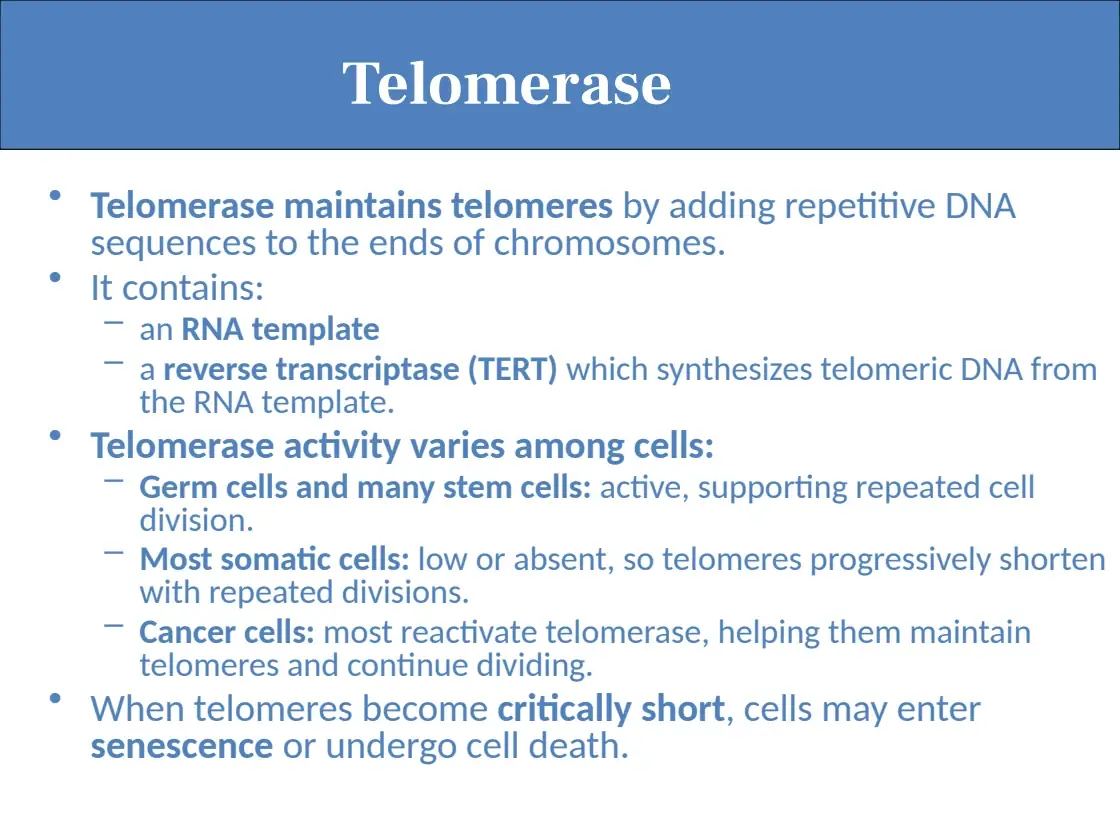 Telomerase
• Telomerase maintains telomeres by adding repetitive DNA
sequences to the ends of chromosomes.
• It contains:
– an RNA template
– a reverse transcriptase (TERT) which synthesizes telomeric DNA from
the RNA template.
• Telomerase activity varies among cells:
– Germ cells and many stem cells: active, supporting repeated cell
division.
– Most somatic cells: low or absent, so telomeres progressively shorten
with repeated divisions.
– Cancer cells: most reactivate telomerase, helping them maintain
telomeres and continue dividing.
• When telomeres become critically short, cells may enter
senescence or undergo cell death.